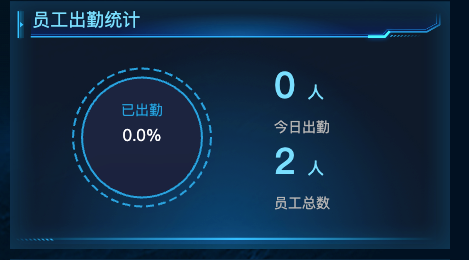 员工出勤统计
已出勤
0.0%
0 人
今日出勤
2 人
员工总数